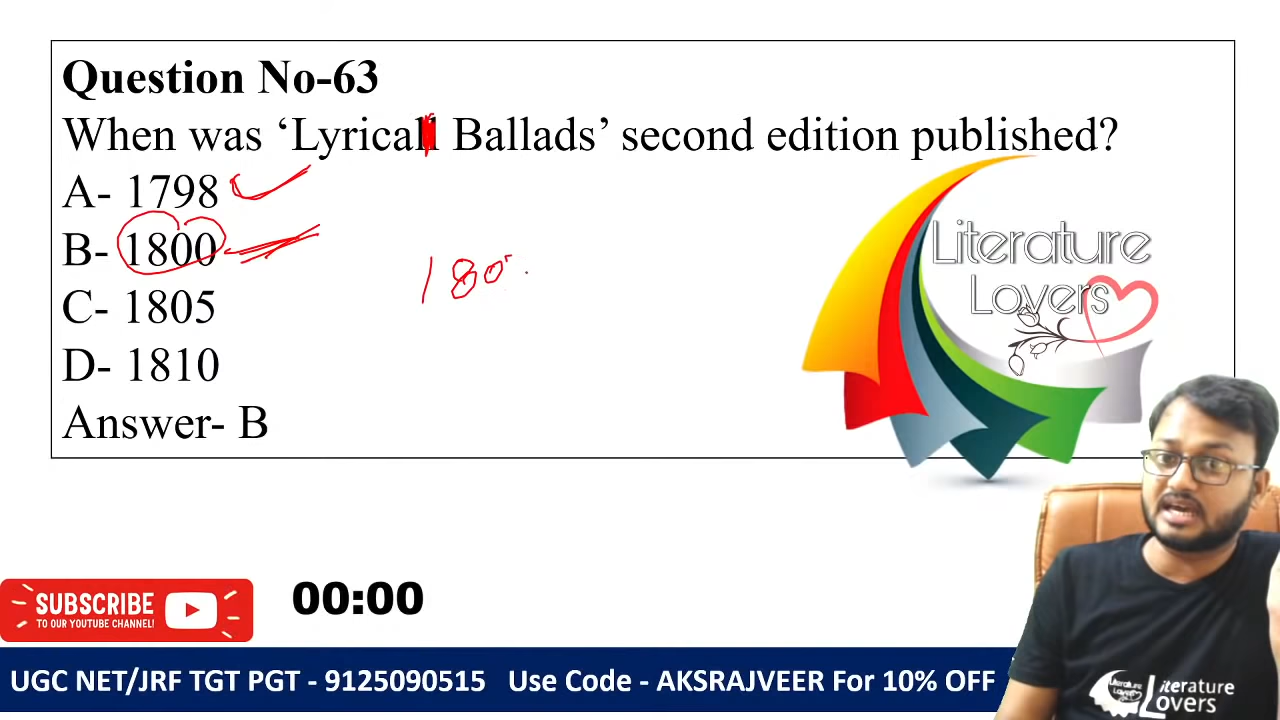 Question No-63
When was ‘Lyrical Ballads’ second edition published?
A- 1798
B- 1800
C- 1805
D- 1810
Answer- B
180
Literature
Lovers
SUBSCRIBE
TO OUR YOUTUBE CHANNEL!
00:00
UGC NET/JRF TGT PGT - 9125090515 Use Code - AKSRAJVEER For 10% OFF
Literature
Lovers